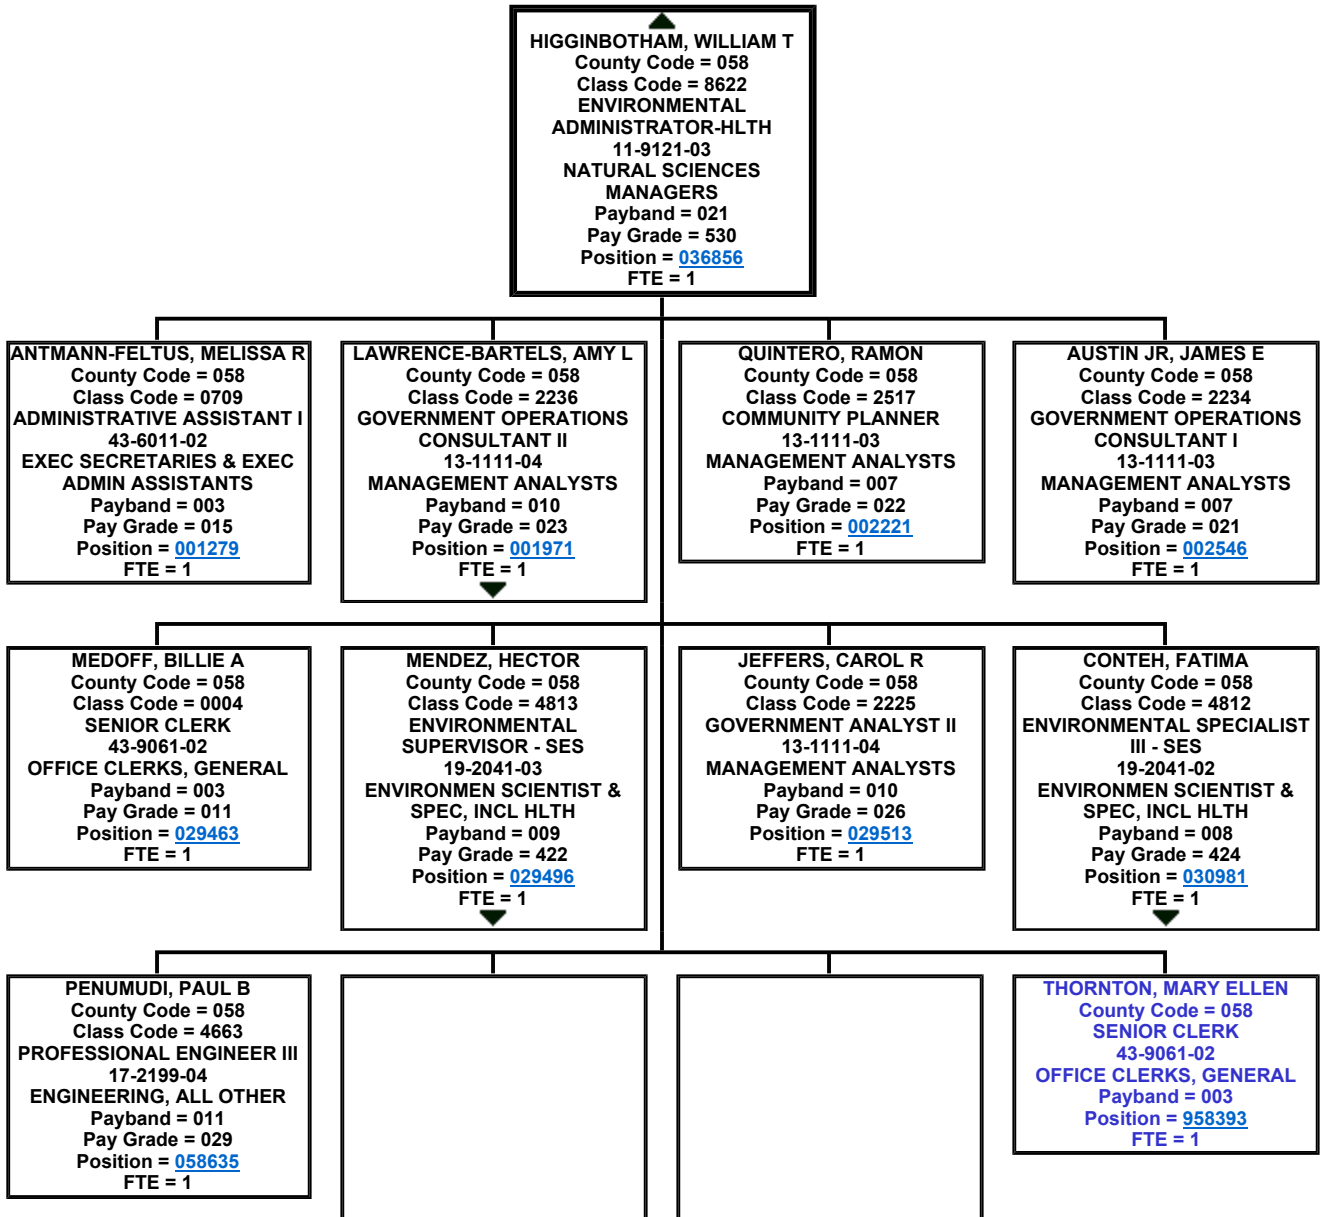 HIGGINBOTHAM, WILLIAM T
County Code = 058
Class Code = 8622
ENVIRONMENTAL
ADMINISTRATOR-HLTH
11-9121-03
NATURAL SCIENCES
MANAGERS
Payband = 021
Pay Grade = 530
Position = 036856
FTE = 1
ANTMANN-FELTUS, MELISSA R
County Code = 058
Class Code = 0709
ADMINISTRATIVE ASSISTANT I
43-6011-02
EXEC SECRETARIES & EXEC
ADMIN ASSISTANTS
Payband = 003
Pay Grade = 015
Position = 001279
FTE = 1
LAWRENCE-BARTELS, AMY L
County Code = 058
Class Code = 2236
GOVERNMENT OPERATIONS
CONSULTANT II
13-1111-04
MANAGEMENT ANALYSTS
Payband = 010
Pay Grade = 023
Position = 001971
FTE = 1
QUINTERO, RAMON
County Code = 058
Class Code = 2517
COMMUNITY PLANNER
13-1111-03
MANAGEMENT ANALYSTS
Payband = 007
Pay Grade = 022
Position = 002221
FTE = 1
AUSTIN JR, JAMES E
County Code = 058
Class Code = 2234
GOVERNMENT OPERATIONS
CONSULTANT I
13-1111-03
MANAGEMENT ANALYSTS
Payband = 007
Pay Grade = 021
Position = 002546
FTE = 1
MEDOFF, BILLIE A
County Code = 058
Class Code = 0004
SENIOR CLERK
43-9061-02
OFFICE CLERKS, GENERAL
Payband = 003
Pay Grade = 011
Position = 029463
FTE = 1
MENDEZ, HECTOR
County Code = 058
Class Code = 4813
ENVIRONMENTAL
SUPERVISOR - SES
19-2041-03
ENVIRONMEN SCIENTIST &
SPEC, INCL HLTH
Payband = 009
Pay Grade = 422
Position = 029496
FTE = 1
JEFFERS, CAROL R
County Code = 058
Class Code = 2225
GOVERNMENT ANALYST II
13-1111-04
MANAGEMENT ANALYSTS
Payband = 010
Pay Grade = 026
Position = 029513
FTE = 1
CONTEH, FATIMA
County Code = 058
Class Code = 4812
ENVIRONMENTAL SPECIALIST
III - SES
19-2041-02
ENVIRONMEN SCIENTIST &
SPEC, INCL HLTH
Payband = 008
Pay Grade = 424
Position = 030981
FTE = 1
PENUMUDI, PAUL B
County Code = 058
Class Code = 4663
PROFESSIONAL ENGINEER III
17-2199-04
ENGINEERING, ALL OTHER
Payband = 011
Pay Grade = 029
Position = 058635
FTE = 1
THORNTON, MARY ELLEN
County Code = 058
SENIOR CLERK
43-9061-02
OFFICE CLERKS, GENERAL
Payband = 003
Position = 958393
FTE = 1